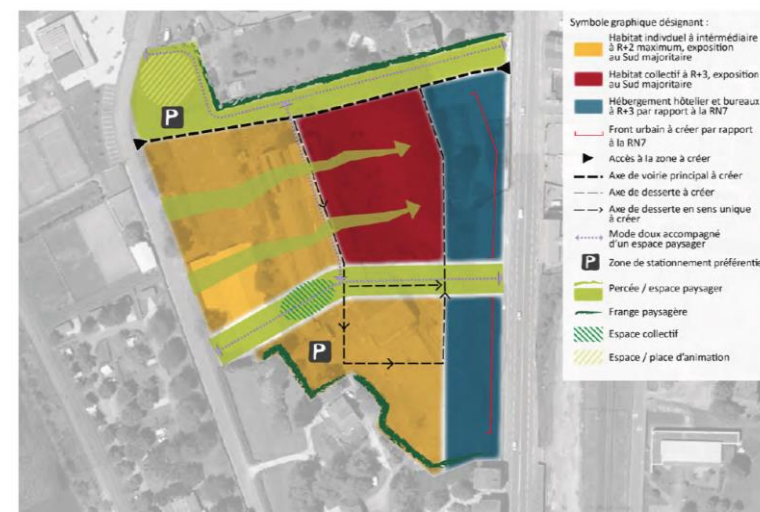 Symbole graphique désignant :
Habitat indivduel à intérmédiaire
à R+2 maximum, exposition
au Sud majoritaire
Habitat collectif à R+3, exposition
au Sud majoritaire
Hébergement hôtelier et bureaux
à R+3 par rapport à la RN7
Front urbain à créer par rapport
à la RN7
Accès à la zone à créer
Axe de voirie principal à créer
Axe de desserte à créer
Axe de desserte en sens unique
à créer
Mode doux accompagné
d'un espace paysager
P Zone de stationnement préférentie
Percée / espace paysager
Frange paysagère
Espace collectif
Espace / place d'animation
P
P